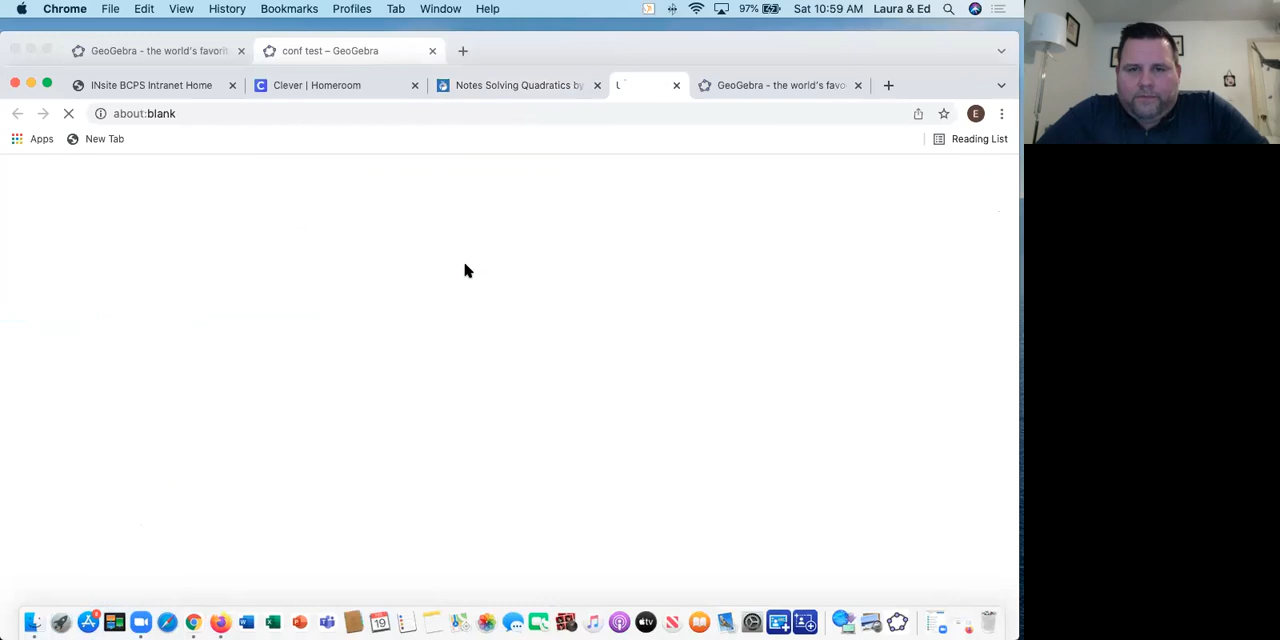 Chrome File Edit View History Bookmarks Profiles Tab Window Help 97% Sat 10:59 AM Laura & Ed
GeoGebra - the world's favorit conf test – GeoGebra
INsite BCPS Intranet Home Clever | Homeroom Notes Solving Quadratics by GeoGebra - the world's favo
about:blank E
Apps New Tab Reading List